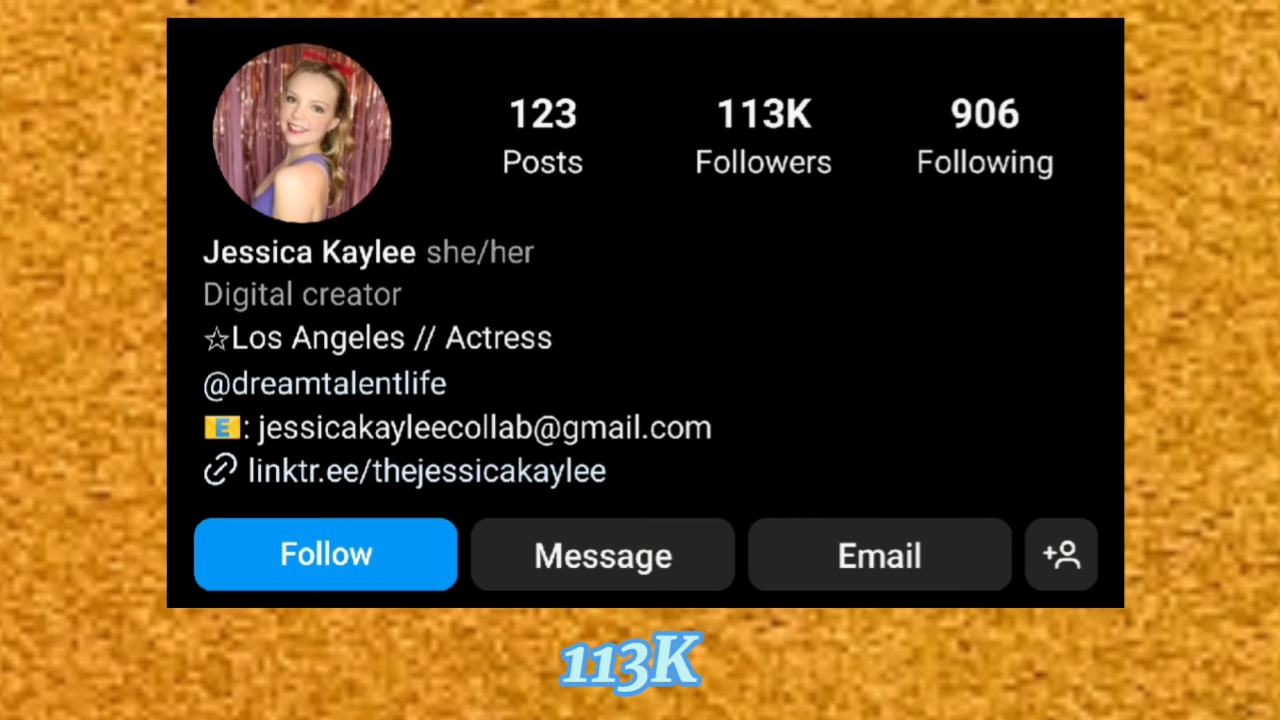 123 113K 906
Posts Followers Following
Jessica Kaylee she/her
Digital creator
☆Los Angeles // Actress
@dreamtalentlife
📧: jessicakayleecollab@gmail.com
linktr.ee/thejessicakaylee
Follow Message Email
113K